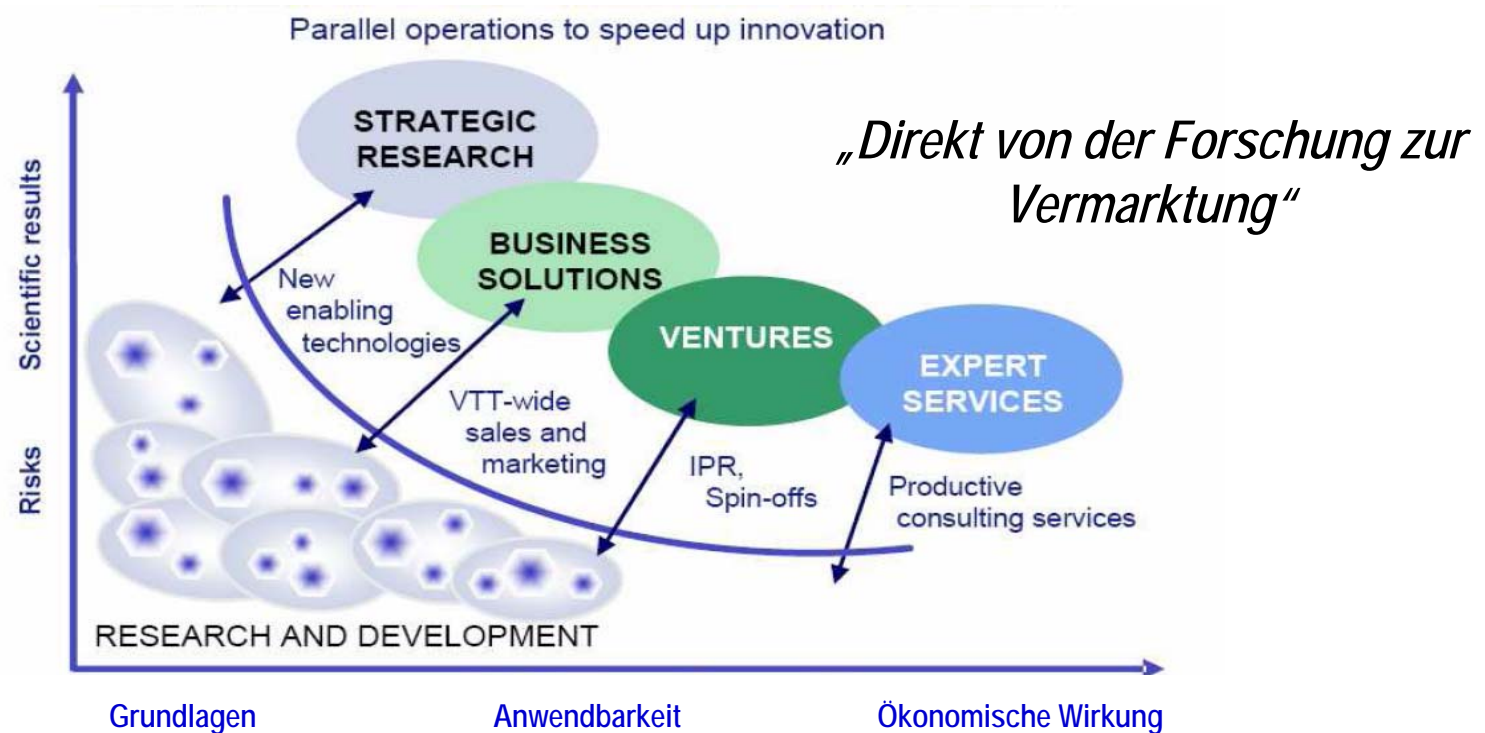 Parallel operations to speed up innovation
STRATEGIC
RESEARCH
„Direkt von der Forschung zur
Vermarktung“
Scientific results
BUSINESS
SOLUTIONS
New
enabling
technologies
VENTURES
EXPERT
SERVICES
VTT-wide
sales and
marketing
Risks
IPR,
Spin-offs
Productive
consulting services
RESEARCH AND DEVELOPMENT
Grundlagen
Anwendbarkeit
Ökonomische Wirkung